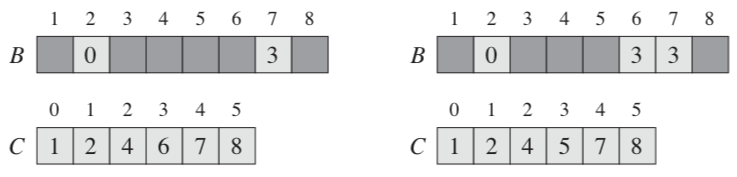 1 2 3 4 5 6 7 8
B 0 3
0 1 2 3 4 5
C 1 2 4 6 7 8
1 2 3 4 5 6 7 8
B 0 3 3
0 1 2 3 4 5
C 1 2 4 5 7 8